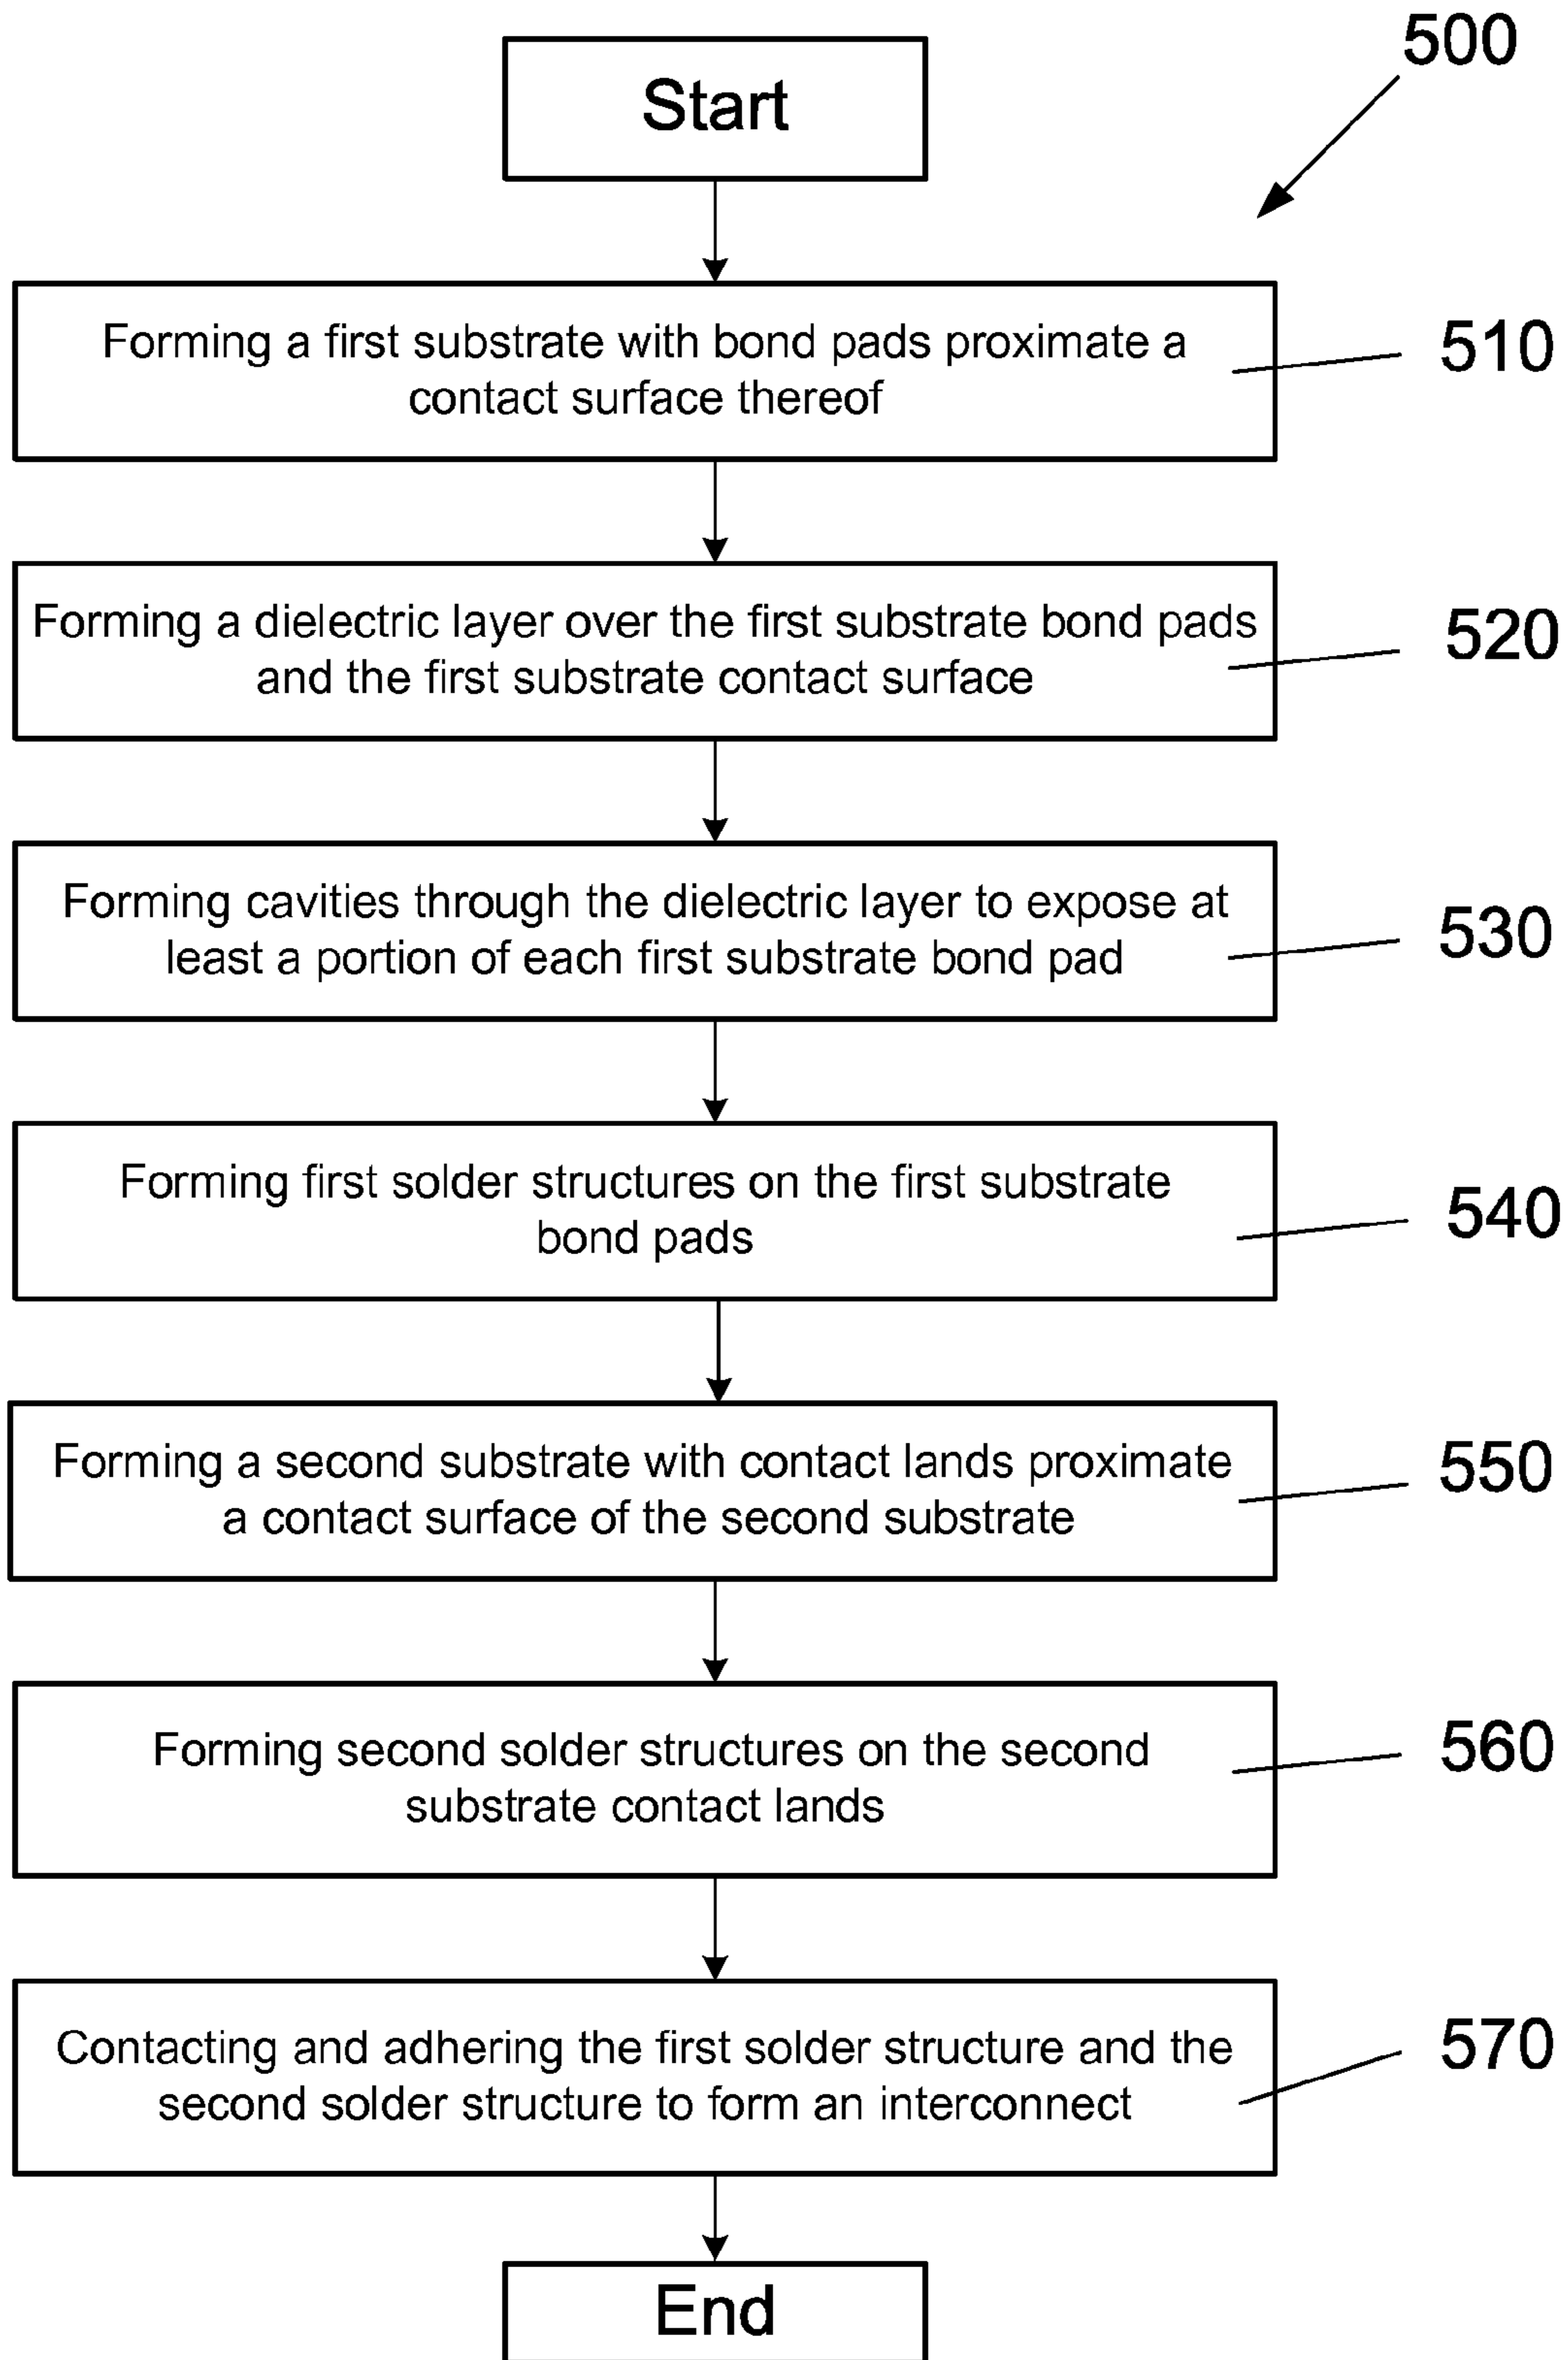 500
Start
Forming a first substrate with bond pads proximate a
contact surface thereof
510
Forming a dielectric layer over the first substrate bond pads
and the first substrate contact surface
520
Forming cavities through the dielectric layer to expose at
least a portion of each first substrate bond pad
530
Forming first solder structures on the first substrate
bond pads
540
Forming a second substrate with contact lands proximate
a contact surface of the second substrate
550
Forming second solder structures on the second
substrate contact lands
560
Contacting and adhering the first solder structure and the
second solder structure to form an interconnect
570
End